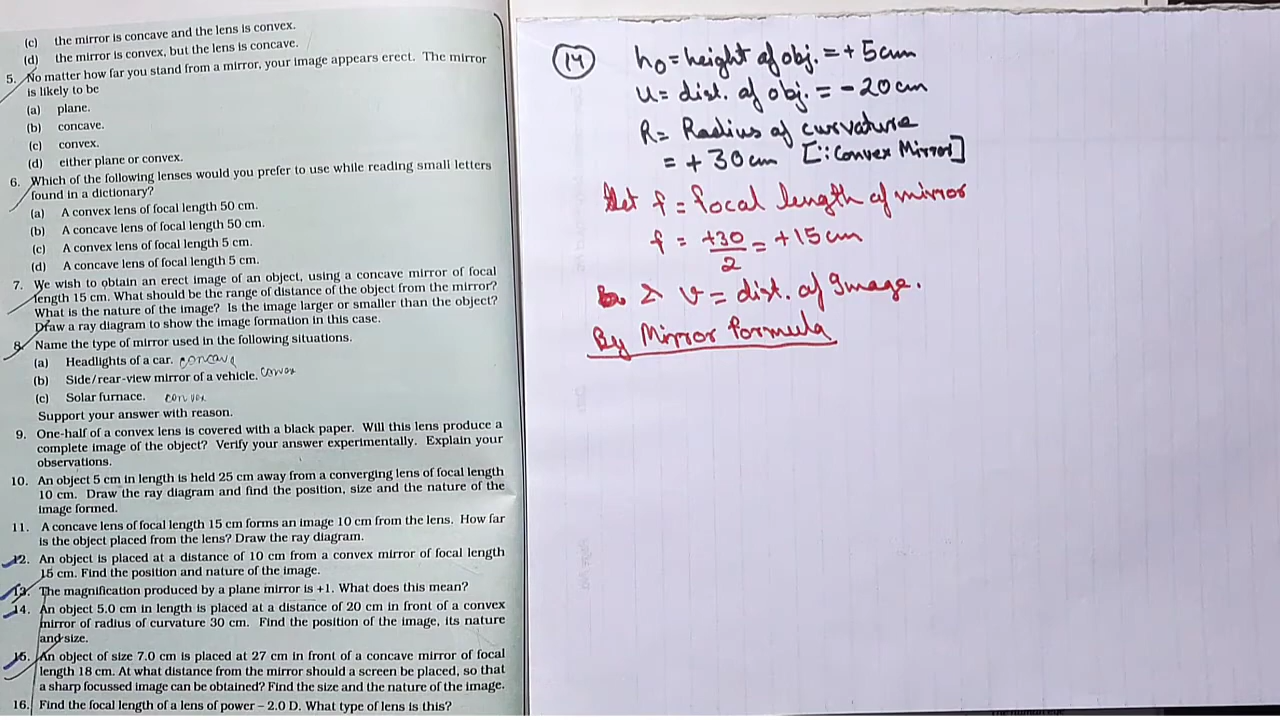 (c) the mirror is concave and the lens is convex.
(d) the mirror is convex, but the lens is concave.
5. No matter how far you stand from a mirror, your image appears erect. The mirror
is likely to be
(a) plane.
(b) concave.
(c) convex.
(d) either plane or convex.
6. Which of the following lenses would you prefer to use while reading small letters
found in a dictionary?
(a) A convex lens of focal length 50 cm.
(b) A concave lens of focal length 50 cm.
(c) A convex lens of focal length 5 cm.
(d) A concave lens of focal length 5 cm.
7. We wish to obtain an erect image of an object, using a concave mirror of focal
length 15 cm. What should be the range of distance of the object from the mirror?
What is the nature of the image? Is the image larger or smaller than the object?
Draw a ray diagram to show the image formation in this case.
8. Name the type of mirror used in the following situations.
(a) Headlights of a car. concave
(b) Side/rear-view mirror of a vehicle. convex
(c) Solar furnace. convex
Support your answer with reason.
9. One-half of a convex lens is covered with a black paper. Will this lens produce a
complete image of the object? Verify your answer experimentally. Explain your
observations.
10. An object 5 cm in length is held 25 cm away from a converging lens of focal length
10 cm. Draw the ray diagram and find the position, size and the nature of the
image formed.
11. A concave lens of focal length 15 cm forms an image 10 cm from the lens. How far
is the object placed from the lens? Draw the ray diagram.
12. An object is placed at a distance of 10 cm from a convex mirror of focal length
15 cm. Find the position and nature of the image.
13. The magnification produced by a plane mirror is +1. What does this mean?
14. An object 5.0 cm in length is placed at a distance of 20 cm in front of a convex
mirror of radius of curvature 30 cm. Find the position of the image, its nature
and size.
15. An object of size 7.0 cm is placed at 27 cm in front of a concave mirror of focal
length 18 cm. At what distance from the mirror should a screen be placed, so that
a sharp focussed image can be obtained? Find the size and the nature of the image.
16. Find the focal length of a lens of power – 2.0 D. What type of lens is this?
14 h₀ = height of obj. = +5cm
u = dist. of obj. = -20cm
R = Radius of curvature
= +30cm [∵ Convex Mirror]
Let f = focal length of mirror
f = +30/2 = +15cm
& v = dist. of Image.
By Mirror formula